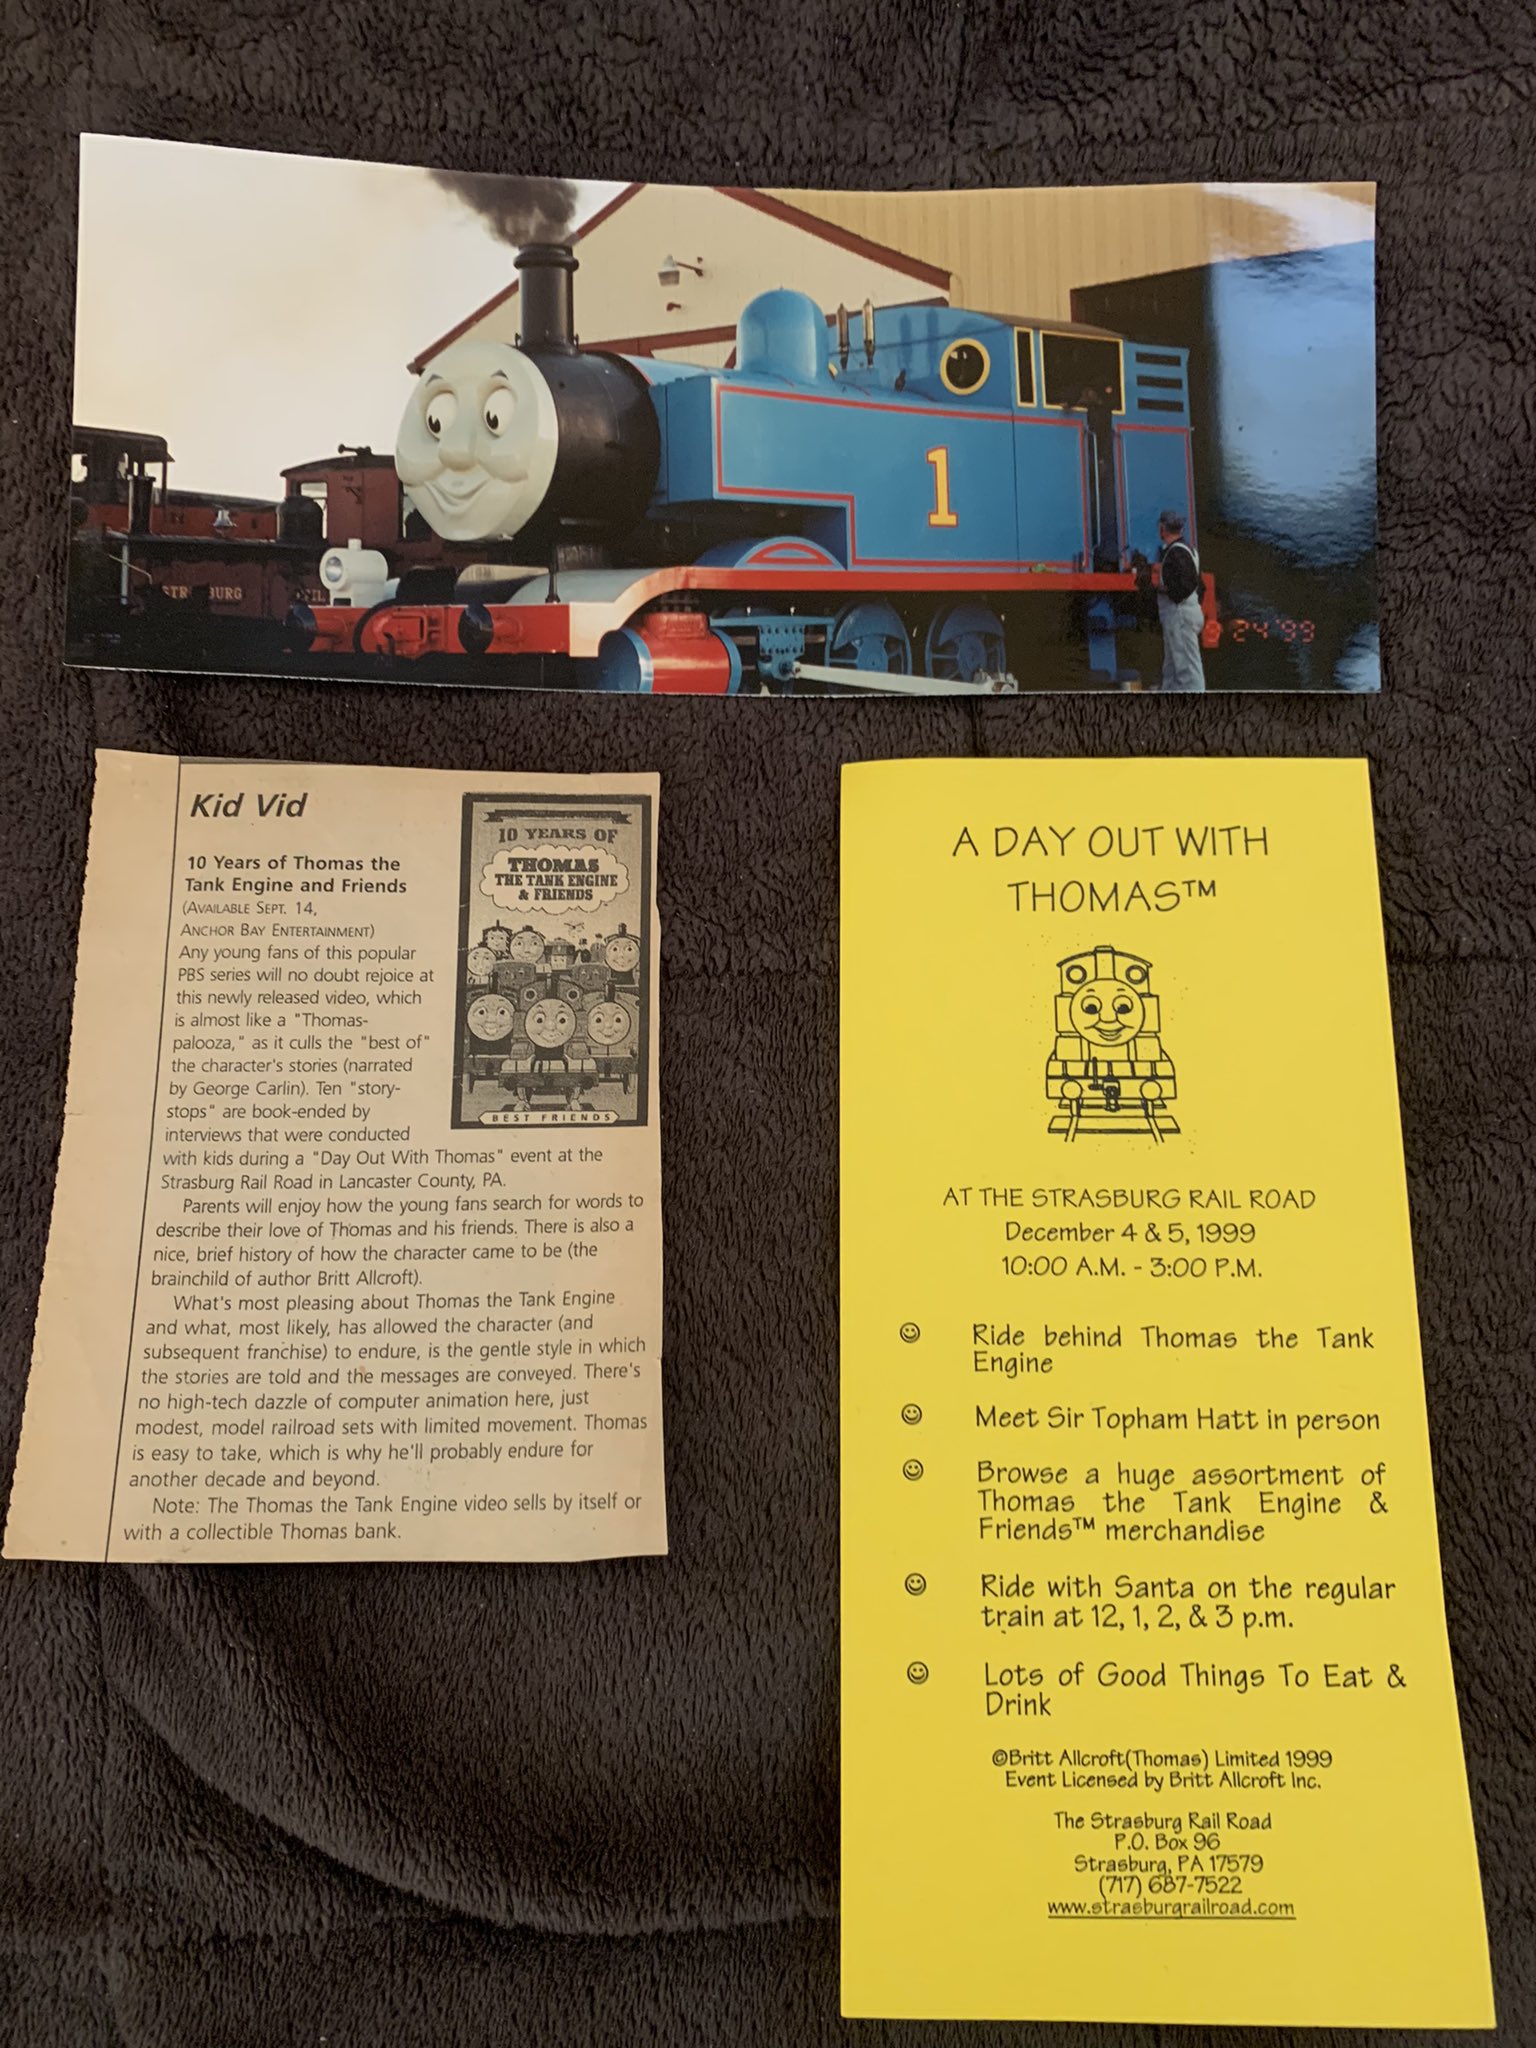 1
STRASBURG
9 24 '99
Kid Vid
10 Years of Thomas the
Tank Engine and Friends
(AVAILABLE SEPT. 14,
ANCHOR BAY ENTERTAINMENT)
Any young fans of this popular
PBS series will no doubt rejoice at
this newly released video, which
is almost like a "Thomas-
palooza," as it culls the "best of"
the character's stories (narrated
by George Carlin). Ten "story-
stops" are book-ended by
interviews that were conducted
with kids during a "Day Out With Thomas" event at the
Strasburg Rail Road in Lancaster County, PA.
Parents will enjoy how the young fans search for words to
describe their love of Thomas and his friends. There is also a
nice, brief history of how the character came to be (the
brainchild of author Britt Allcroft).
What's most pleasing about Thomas the Tank Engine
and what, most likely, has allowed the character (and
subsequent franchise) to endure, is the gentle style in which
the stories are told and the messages are conveyed. There's
no high-tech dazzle of computer animation here, just
modest, model railroad sets with limited movement. Thomas
is easy to take, which is why he'll probably endure for
another decade and beyond.
Note: The Thomas the Tank Engine video sells by itself or
with a collectible Thomas bank.
10 YEARS OF
THOMAS
THE TANK ENGINE
& FRIENDS
BEST FRIENDS
A DAY OUT WITH
THOMAS™
AT THE STRASBURG RAIL ROAD
December 4 & 5, 1999
10:00 A.M. - 3:00 P.M.
Ride behind Thomas the Tank
Engine
Meet Sir Topham Hatt in person
Browse a huge assortment of
Thomas the Tank Engine &
Friends™ merchandise
Ride with Santa on the regular
train at 12, 1, 2, & 3 p.m.
Lots of Good Things To Eat &
Drink
©Britt Allcroft(Thomas) Limited 1999
Event Licensed by Britt Allcroft Inc.
The Strasburg Rail Road
P.O. Box 96
Strasburg, PA 17579
(717) 687-7522
www.strasburgrailroad.com